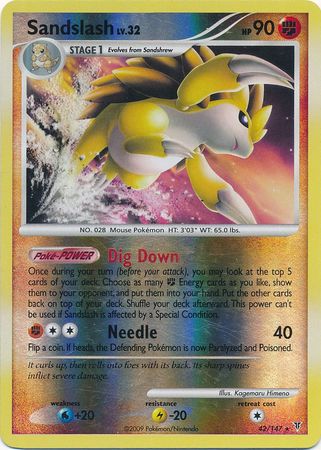 Sandslash LV.32 HP 90
STAGE 1 Evolves from Sandshrew
NO. 028 Mouse Pokémon HT: 3'03" WT: 65.0 lbs.
Poké-POWER Dig Down
Once during your turn (before your attack), you may look at the top 5
cards of your deck. Choose as many Energy cards as you like, show
them to your opponent, and put them into your hand. Put the other cards
back on top of your deck. Shuffle your deck afterward. This power can't
be used if Sandslash is affected by a Special Condition.
Needle 40
Flip a coin. If heads, the Defending Pokémon is now Paralyzed and Poisoned.
It curls up, then rolls into foes with its back. Its sharp spines
inflict severe damage.
Illus. Kagemaru Himeno
weakness resistance retreat cost
+20 -20
©2009 Pokémon/Nintendo 42/147 ★